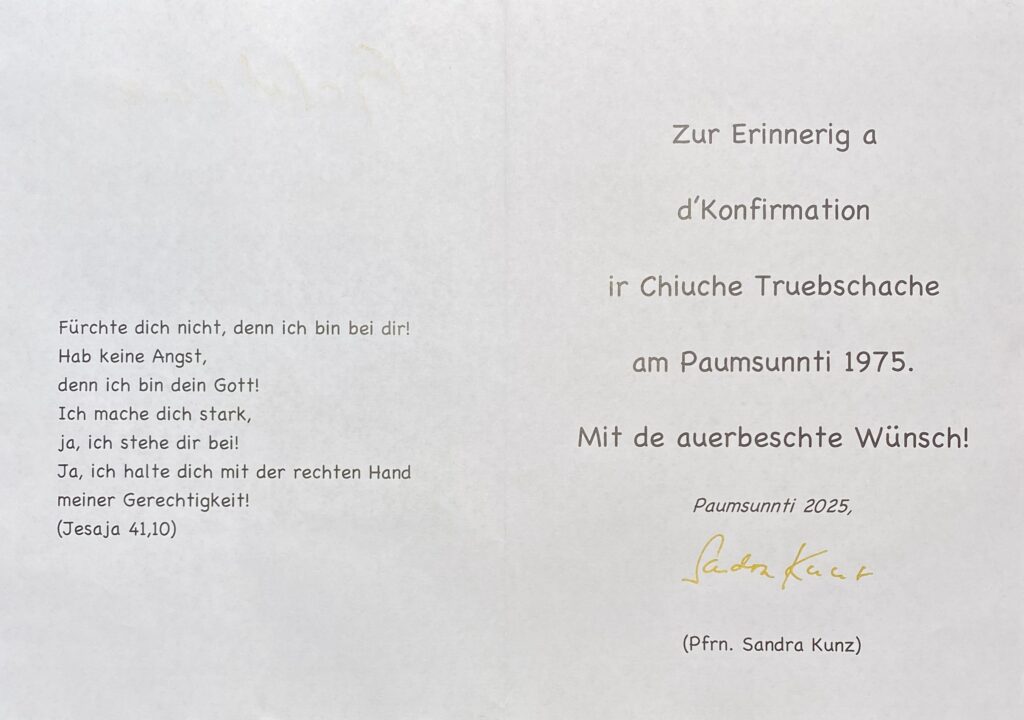 Fürchte dich nicht, denn ich bin bei dir!
Hab keine Angst,
denn ich bin dein Gott!
Ich mache dich stark,
ja, ich stehe dir bei!
Ja, ich halte dich mit der rechten Hand
meiner Gerechtigkeit!
(Jesaja 41,10)
Zur Erinnerig a
d'Konfirmation
ir Chiuche Truebschache
am Paumsunnti 1975.
Mit de auerbeschte Wünsch!
Paumsunnti 2025,
Sandra Kunz
(Pfrn. Sandra Kunz)